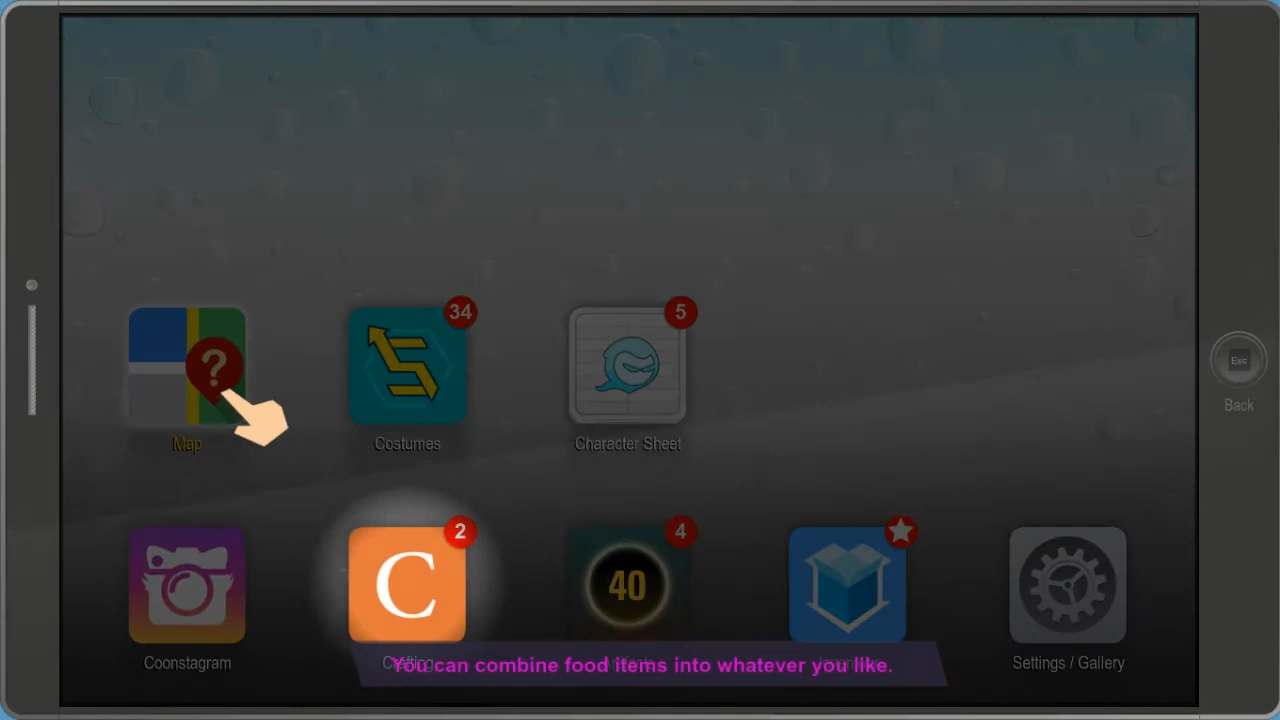 34
5
?
Map
Costumes
Character Sheet
Esc
Back
2
4
C
40
Coonstagram
Crafting
Settings / Gallery
You can combine food items into whatever you like.